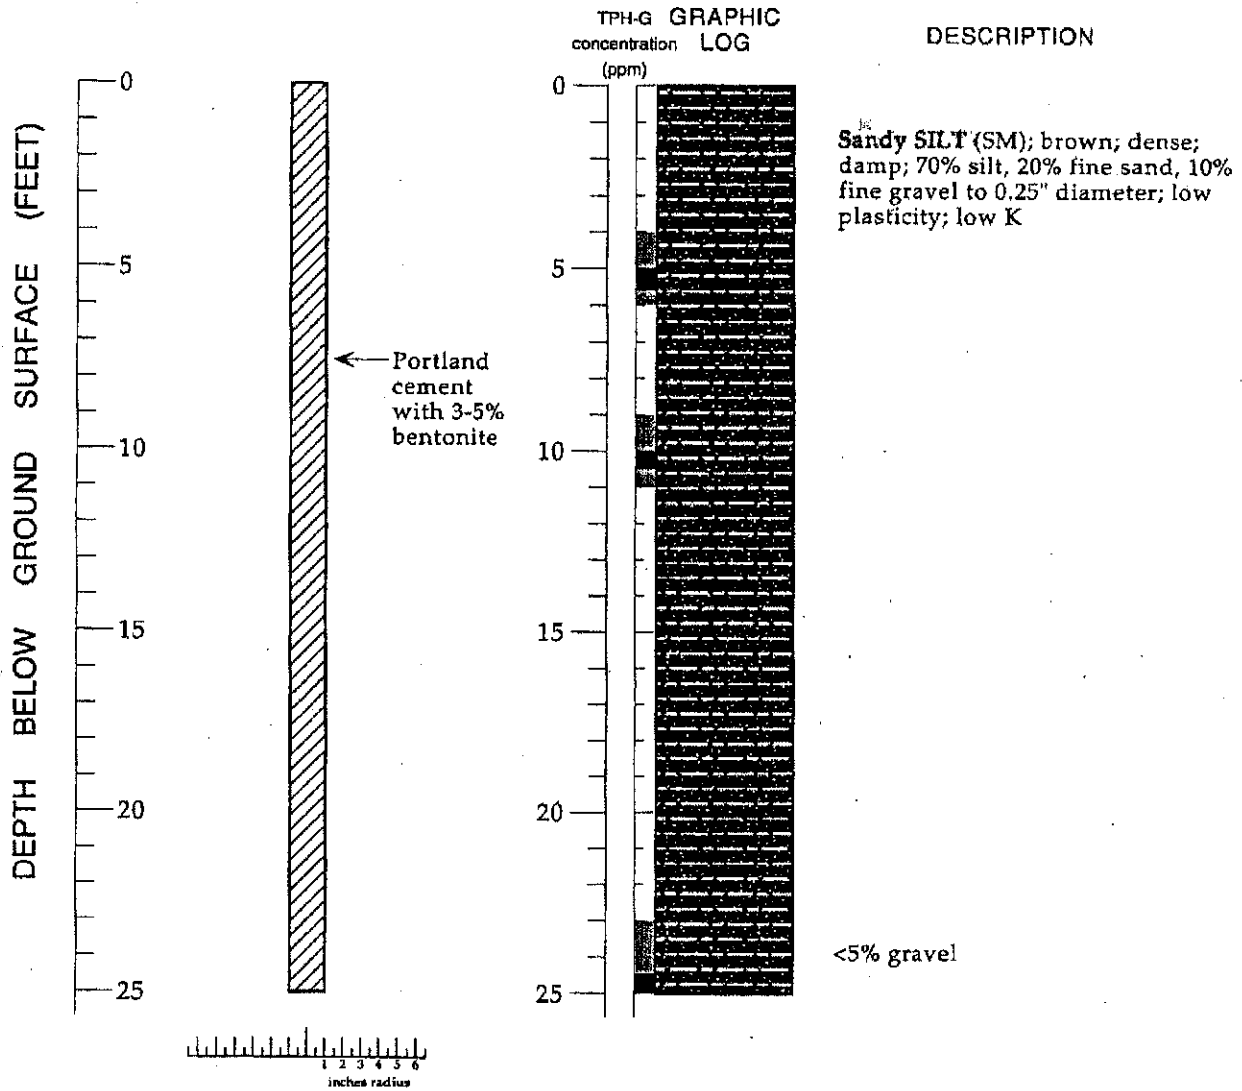 TPH-G GRAPHIC
concentration LOG
(ppm)
DESCRIPTION
DEPTH BELOW GROUND SURFACE (FEET)
0
5
10
15
20
25
Portland
cement
with 3-5%
bentonite
0
5
10
15
20
25
Sandy SILT (SM); brown; dense;
damp; 70% silt, 20% fine sand, 10%
fine gravel to 0.25" diameter; low
plasticity; low K
<5% gravel
1 2 3 4 5 6
inches radius